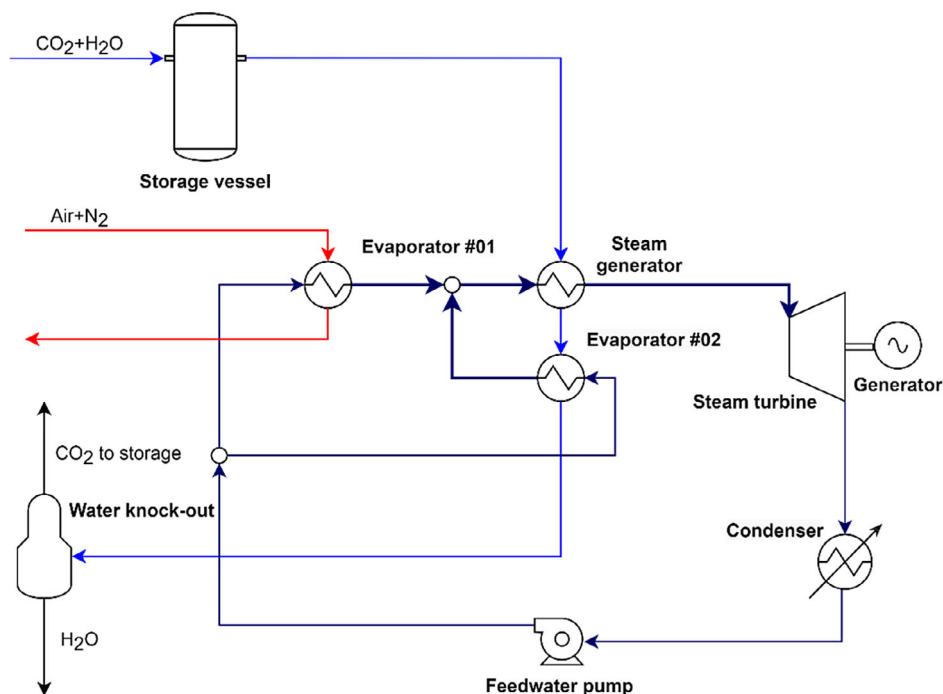 CO2+H2O
Storage vessel
Air+N2
Evaporator #01
Steam
generator
Evaporator #02
Generator
Steam turbine
CO2 to storage
Water knock-out
Condenser
H2O
Feedwater pump